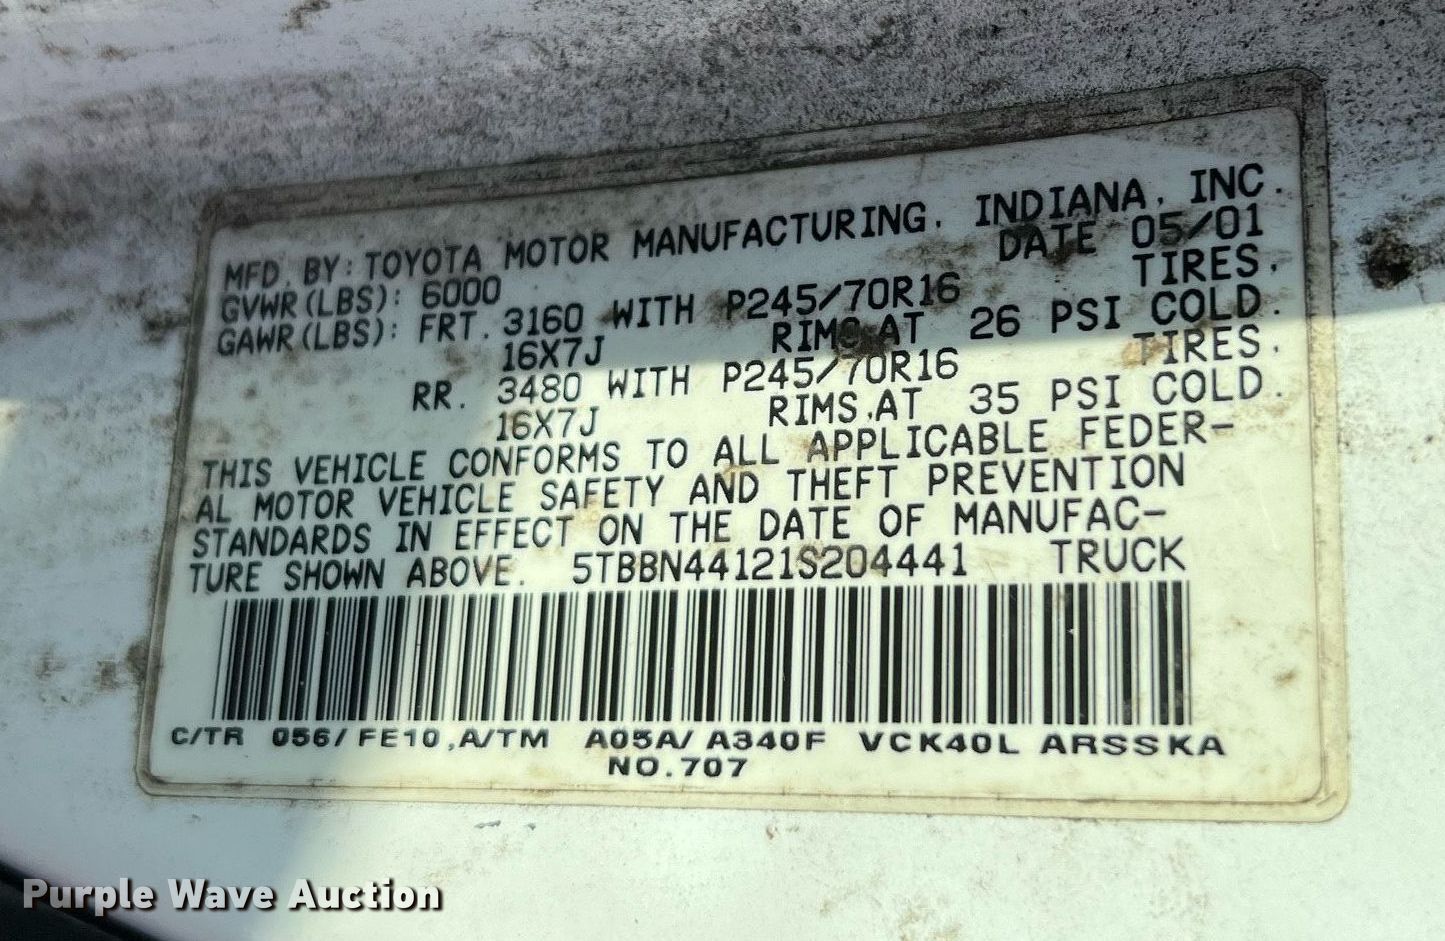 MFD. BY: TOYOTA MOTOR MANUFACTURING, INDIANA, INC.
GVWR(LBS): 6000 DATE 05/01
GAWR(LBS): FRT. 3160 WITH P245/70R16 TIRES,
16X7J RIMS,AT 26 PSI COLD.
RR. 3480 WITH P245/70R16 TIRES,
16X7J RIMS,AT 35 PSI COLD.
THIS VEHICLE CONFORMS TO ALL APPLICABLE FEDER-
AL MOTOR VEHICLE SAFETY AND THEFT PREVENTION
STANDARDS IN EFFECT ON THE DATE OF MANUFAC-
TURE SHOWN ABOVE. 5TBBN44121S204441 TRUCK
C/TR 056/FE10,A/TM A05A/A340F VCK40L ARSSKA
NO.707
Purple Wave Auction